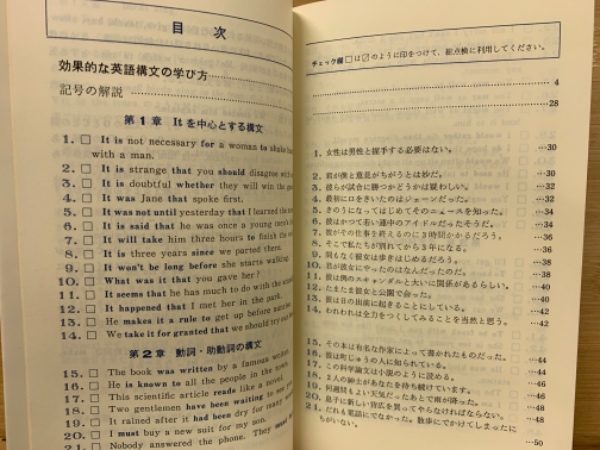 目 次
効果的な英語構文の学び方
記号の解説
第1章 Itを中心とする構文
1. □ It is not necessary for a woman to shake
with a man.
2. □ It is strange that you should disagree
3. □ It is doubtful whether they will win the
4. □ It was Jane that spoke first.
5. □ It was not until yesterday that I learned the
6. □ It is said that he was once a young
7. □ It will take him three hours to finish
8. □ It is three years since we parted there.
9. □ It won't be long before she starts walking.
10. □ What was it that you gave her?
11. □ It seems that he has much to do with the
12. □ It happened that I met her in the park.
13. □ He makes it a rule to get up before
14. □ We take it for granted that we should try
第2章 動詞・助動詞の構文
15. □ The book was written by a famous
16. □ He is known to all the people in the town.
17. □ This scientific article reads like a novel.
18. □ Two gentlemen have been waiting to see
19. □ It rained after it had been dry for many
20. □ I must buy a new suit for my son.
21. □ Nobody answered the phone. They must
チェック欄□は☑のように印をつけて、総点検に利用してください。
4
28
1. 女性は男性と握手する必要はない。 …30
2. 君が僕と意見がちがうとは妙だ。 …30
3. 彼らが試合に勝つかどうかは疑わしい。 …32
4. 最初に口をきいたのはジェーンだった。 …32
5. きのうになってはじめてそのニュースを知った。 …34
6. 彼はかつて若い連中のアイドルだったそうだ。 …34
7. 彼がその仕事を終えるのに3時間かかるだろう。 …36
8. そこで私たちが別れてから3年になる。 …36
9. 間もなく彼女は歩きはじめるだろう。 …38
10. 君が彼女にやったのはなんだったのだ。 …38
11. 彼は僕のスキャンダルと大いに関係があるらしい。 …40
12. たまたま彼女と公園で会った。 …40
13. 彼は日の出前に起きることにしている。 …42
14. われわれは全力をつくしてみることを当然と思う。 …42
15. その本は有名な作家によって書かれたものだった。 …44
16. 彼は町じゅうの人に知られている。 …44
17. この科学論文は小説のように読める。 …46
18. 2人の紳士があなたを待ち続けています。 …46
19. 何週間もよい天気だったあとで雨が降った。 …48
20. 息子に新しい背広を買ってやらなければならない。 …48
21. だれも電話にでなかった。散歩にでかけてしまったに
ちがいない。 …50